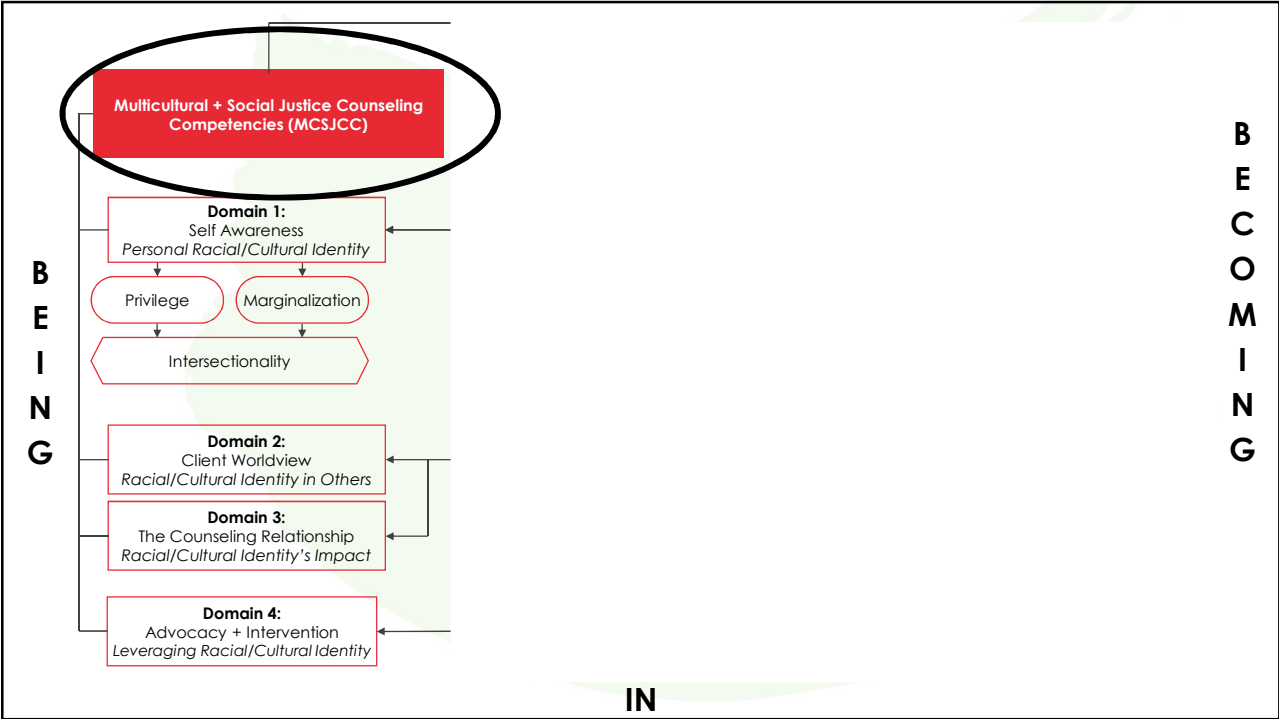 Multicultural + Social Justice Counseling
Competencies (MCSJCC)
Domain 1:
Self Awareness
Personal Racial/Cultural Identity
Privilege
Marginalization
Intersectionality
Domain 2:
Client Worldview
Racial/Cultural Identity in Others
Domain 3:
The Counseling Relationship
Racial/Cultural Identity’s Impact
Domain 4:
Advocacy + Intervention
Leveraging Racial/Cultural Identity
B
E
I
N
G
IN
B
E
C
O
M
I
N
G